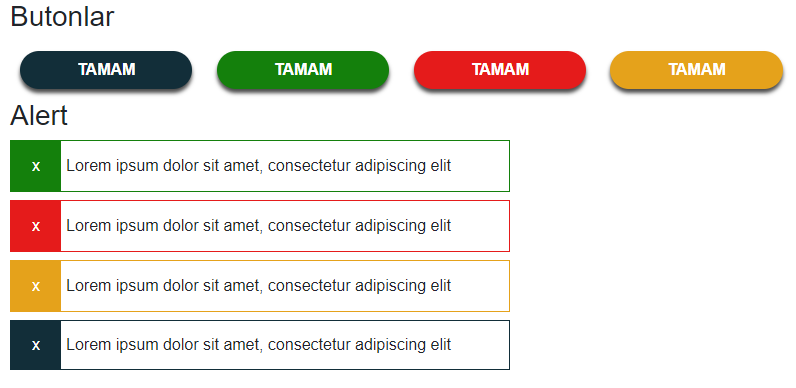 Butonlar
TAMAM TAMAM TAMAM TAMAM
Alert
x Lorem ipsum dolor sit amet, consectetur adipiscing elit
x Lorem ipsum dolor sit amet, consectetur adipiscing elit
x Lorem ipsum dolor sit amet, consectetur adipiscing elit
x Lorem ipsum dolor sit amet, consectetur adipiscing elit